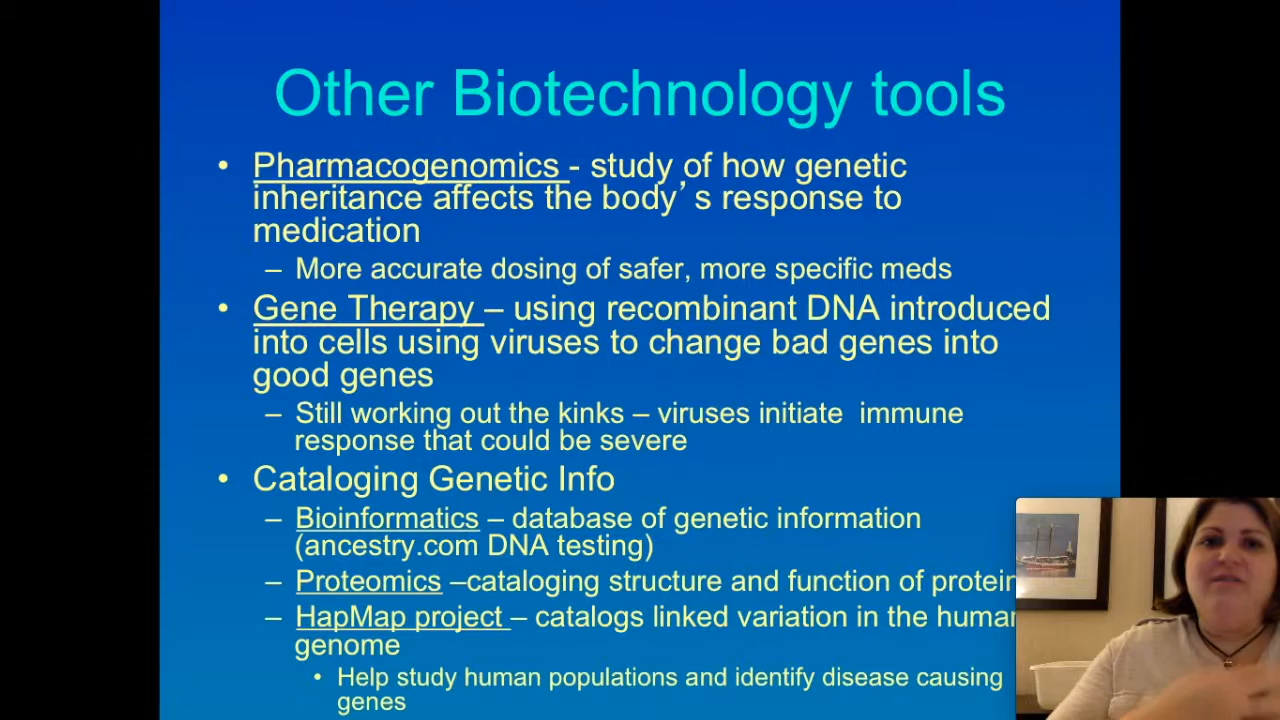 Other Biotechnology tools
• Pharmacogenomics - study of how genetic
inheritance affects the body’s response to
medication
– More accurate dosing of safer, more specific meds
• Gene Therapy – using recombinant DNA introduced
into cells using viruses to change bad genes into
good genes
– Still working out the kinks – viruses initiate immune
response that could be severe
• Cataloging Genetic Info
– Bioinformatics – database of genetic information
(ancestry.com DNA testing)
– Proteomics –cataloging structure and function of protein
– HapMap project – catalogs linked variation in the human
genome
• Help study human populations and identify disease causing
genes